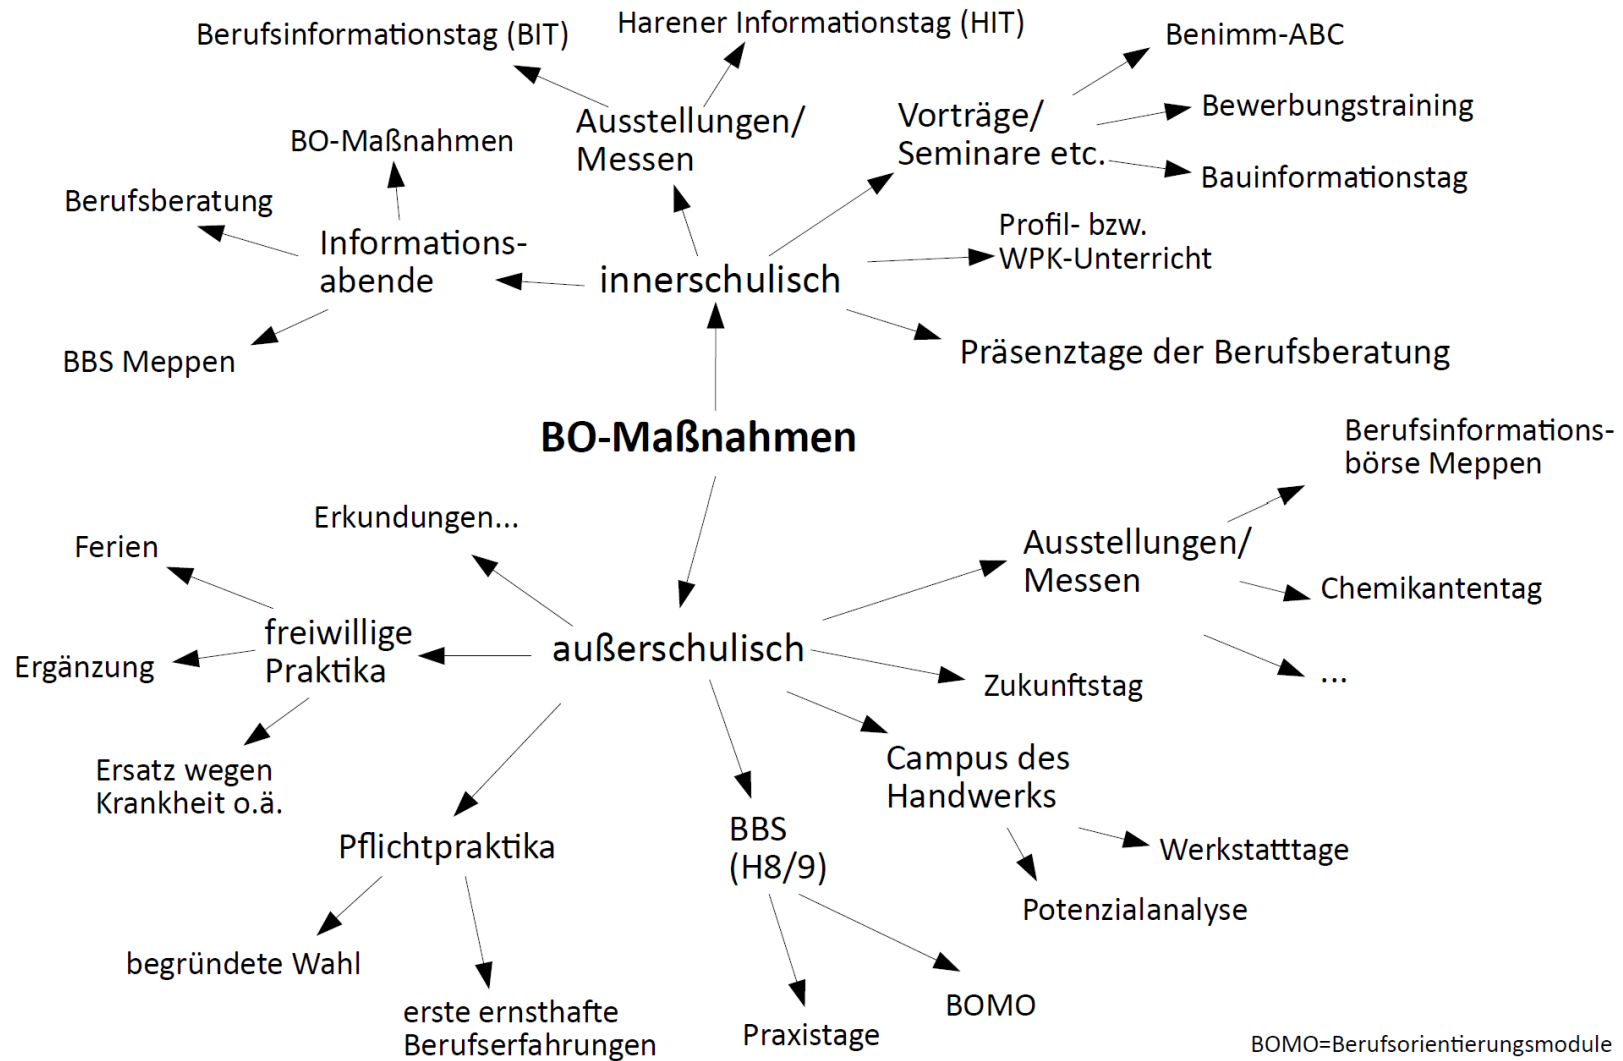 Harener Informationstag (HIT)
Berufsinformationstag (BIT)
Benimm-ABC
Ausstellungen/
Messen
Vorträge/
Seminare etc.
Bewerbungstraining
BO-Maßnahmen
Bauinformationstag
Berufsberatung
Informations-
abende
Profil- bzw.
WPK-Unterricht
innerschulisch
BBS Meppen
Präsenztage der Berufsberatung
BO-Maßnahmen
Berufsinformations-
börse Meppen
Erkundungen...
Ferien
Ausstellungen/
Messen
Chemikantentag
freiwillige
Praktika
außerschulisch
Ergänzung
Zukunftstag
...
Ersatz wegen
Krankheit o.ä.
Campus des
Handwerks
Pflichtpraktika
BBS
(H8/9)
Werkstatttage
Potenzialanalyse
begründete Wahl
erste ernsthafte
Berufserfahrungen
BOMO
Praxistage
BOMO=Berufsorientierungsmodule